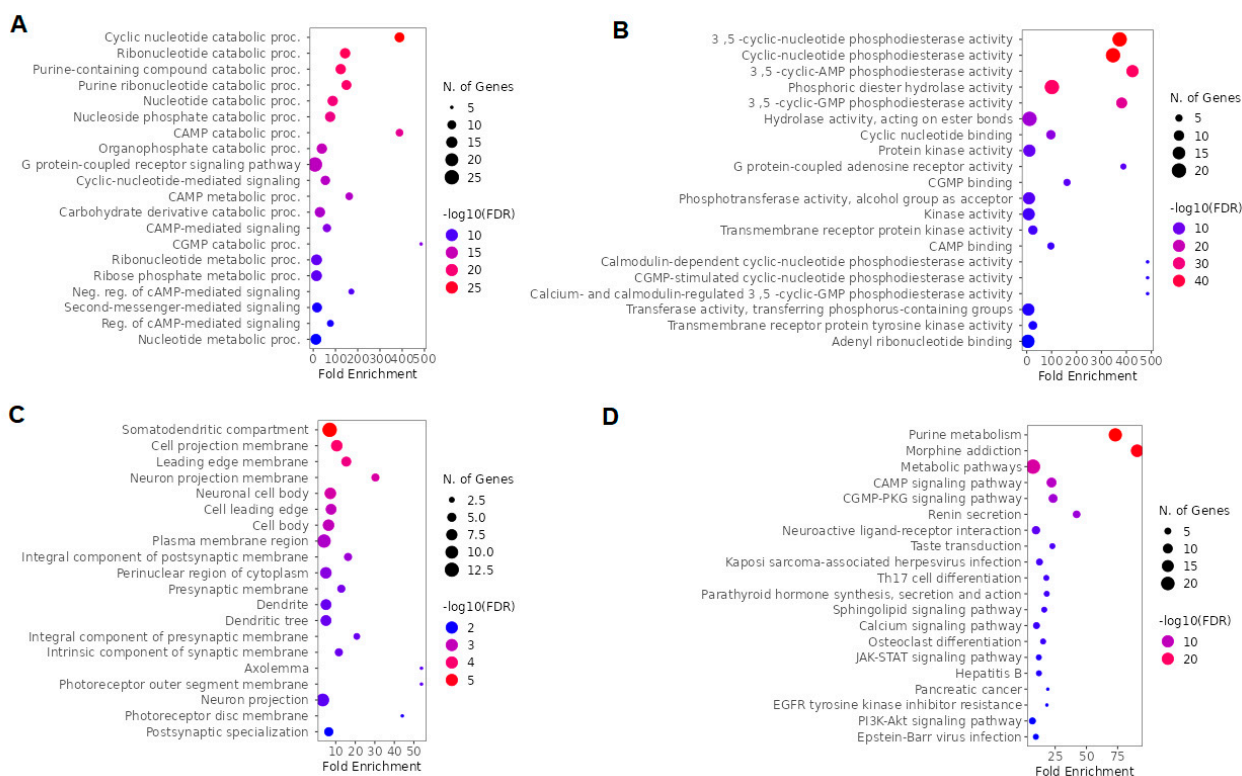 A
Cyclic nucleotide catabolic proc.
Ribonucleotide catabolic proc.
Purine-containing compound catabolic proc.
Purine ribonucleotide catabolic proc.
Nucleotide catabolic proc.
Nucleoside phosphate catabolic proc.
CAMP catabolic proc.
Organophosphate catabolic proc.
G protein-coupled receptor signaling pathway
Cyclic-nucleotide-mediated signaling
CAMP metabolic proc.
Carbohydrate derivative catabolic proc.
CAMP-mediated signaling
CGMP catabolic proc.
Ribonucleotide metabolic proc.
Ribose phosphate metabolic proc.
Neg. reg. of cAMP-mediated signaling
Second-messenger-mediated signaling
Reg. of cAMP-mediated signaling
Nucleotide metabolic proc.
0 100 200 300 400 500
Fold Enrichment
N. of Genes
5
10
15
20
25
-log10(FDR)
10
15
20
25
B
3 ,5 -cyclic-nucleotide phosphodiesterase activity
Cyclic-nucleotide phosphodiesterase activity
3 ,5 -cyclic-AMP phosphodiesterase activity
Phosphoric diester hydrolase activity
3 ,5 -cyclic-GMP phosphodiesterase activity
Hydrolase activity, acting on ester bonds
Cyclic nucleotide binding
Protein kinase activity
G protein-coupled adenosine receptor activity
CGMP binding
Phosphotransferase activity, alcohol group as acceptor
Kinase activity
Transmembrane receptor protein kinase activity
CAMP binding
Calmodulin-dependent cyclic-nucleotide phosphodiesterase activity
CGMP-stimulated cyclic-nucleotide phosphodiesterase activity
Calcium- and calmodulin-regulated 3 ,5 -cyclic-GMP phosphodiesterase activity
Transferase activity, transferring phosphorus-containing groups
Transmembrane receptor protein tyrosine kinase activity
Adenyl ribonucleotide binding
0 100 200 300 400 500
Fold Enrichment
N. of Genes
5
10
15
20
-log10(FDR)
10
20
30
40
C
Somatodendritic compartment
Cell projection membrane
Leading edge membrane
Neuron projection membrane
Neuronal cell body
Cell leading edge
Cell body
Plasma membrane region
Integral component of postsynaptic membrane
Perinuclear region of cytoplasm
Presynaptic membrane
Dendrite
Dendritic tree
Integral component of presynaptic membrane
Intrinsic component of synaptic membrane
Axolemma
Photoreceptor outer segment membrane
Neuron projection
Photoreceptor disc membrane
Postsynaptic specialization
10 20 30 40 50
Fold Enrichment
N. of Genes
2.5
5.0
7.5
10.0
12.5
-log10(FDR)
2
3
4
5
D
Purine metabolism
Morphine addiction
Metabolic pathways
CAMP signaling pathway
CGMP-PKG signaling pathway
Renin secretion
Neuroactive ligand-receptor interaction
Taste transduction
Kaposi sarcoma-associated herpesvirus infection
Th17 cell differentiation
Parathyroid hormone synthesis, secretion and action
Sphingolipid signaling pathway
Calcium signaling pathway
Osteoclast differentiation
JAK-STAT signaling pathway
Hepatitis B
Pancreatic cancer
EGFR tyrosine kinase inhibitor resistance
PI3K-Akt signaling pathway
Epstein-Barr virus infection
25 50 75
Fold Enrichment
N. of Genes
5
10
15
20
-log10(FDR)
10
20